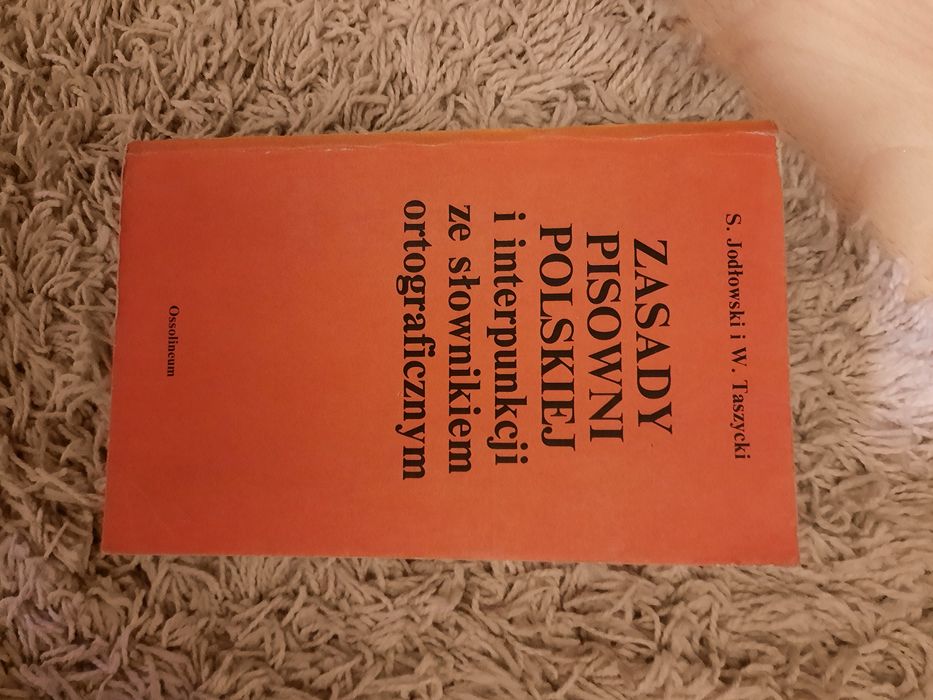 S. Jodłowski i W. Taszycki
ZASADY
PISOWNI
POLSKIEJ
i interpunkcji
ze słownikiem
ortograficznym
Ossolineum